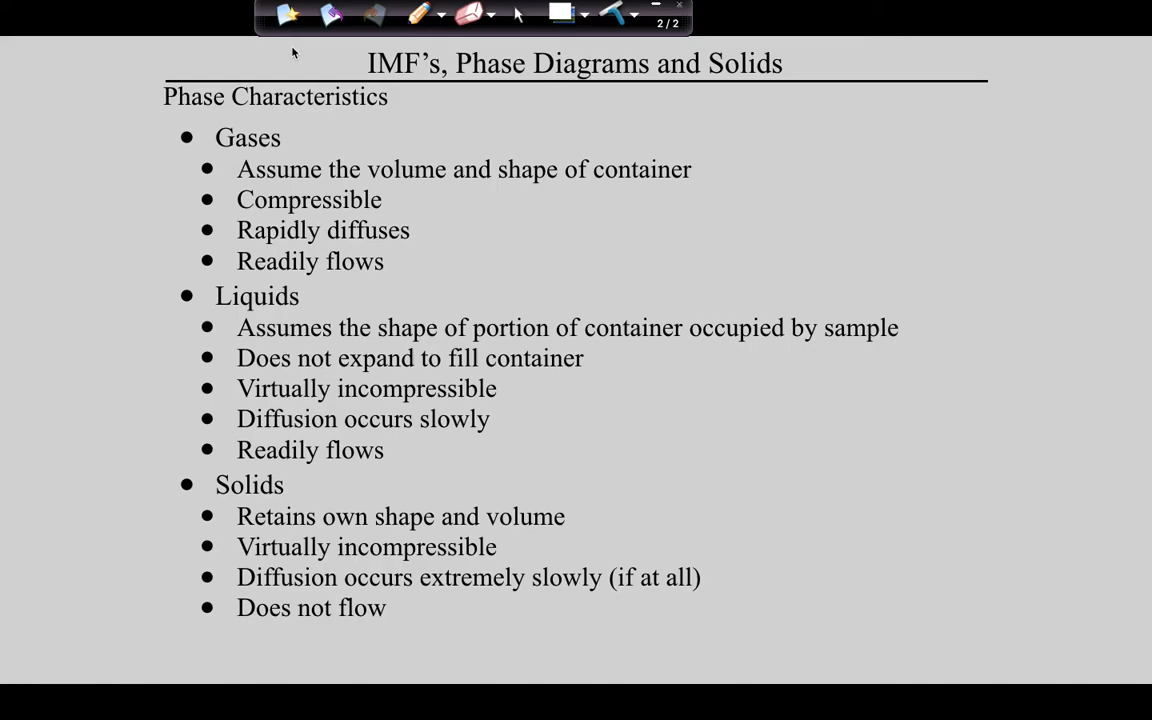 2 / 2
IMF's, Phase Diagrams and Solids
Phase Characteristics
• Gases
• Assume the volume and shape of container
• Compressible
• Rapidly diffuses
• Readily flows
• Liquids
• Assumes the shape of portion of container occupied by sample
• Does not expand to fill container
• Virtually incompressible
• Diffusion occurs slowly
• Readily flows
• Solids
• Retains own shape and volume
• Virtually incompressible
• Diffusion occurs extremely slowly (if at all)
• Does not flow